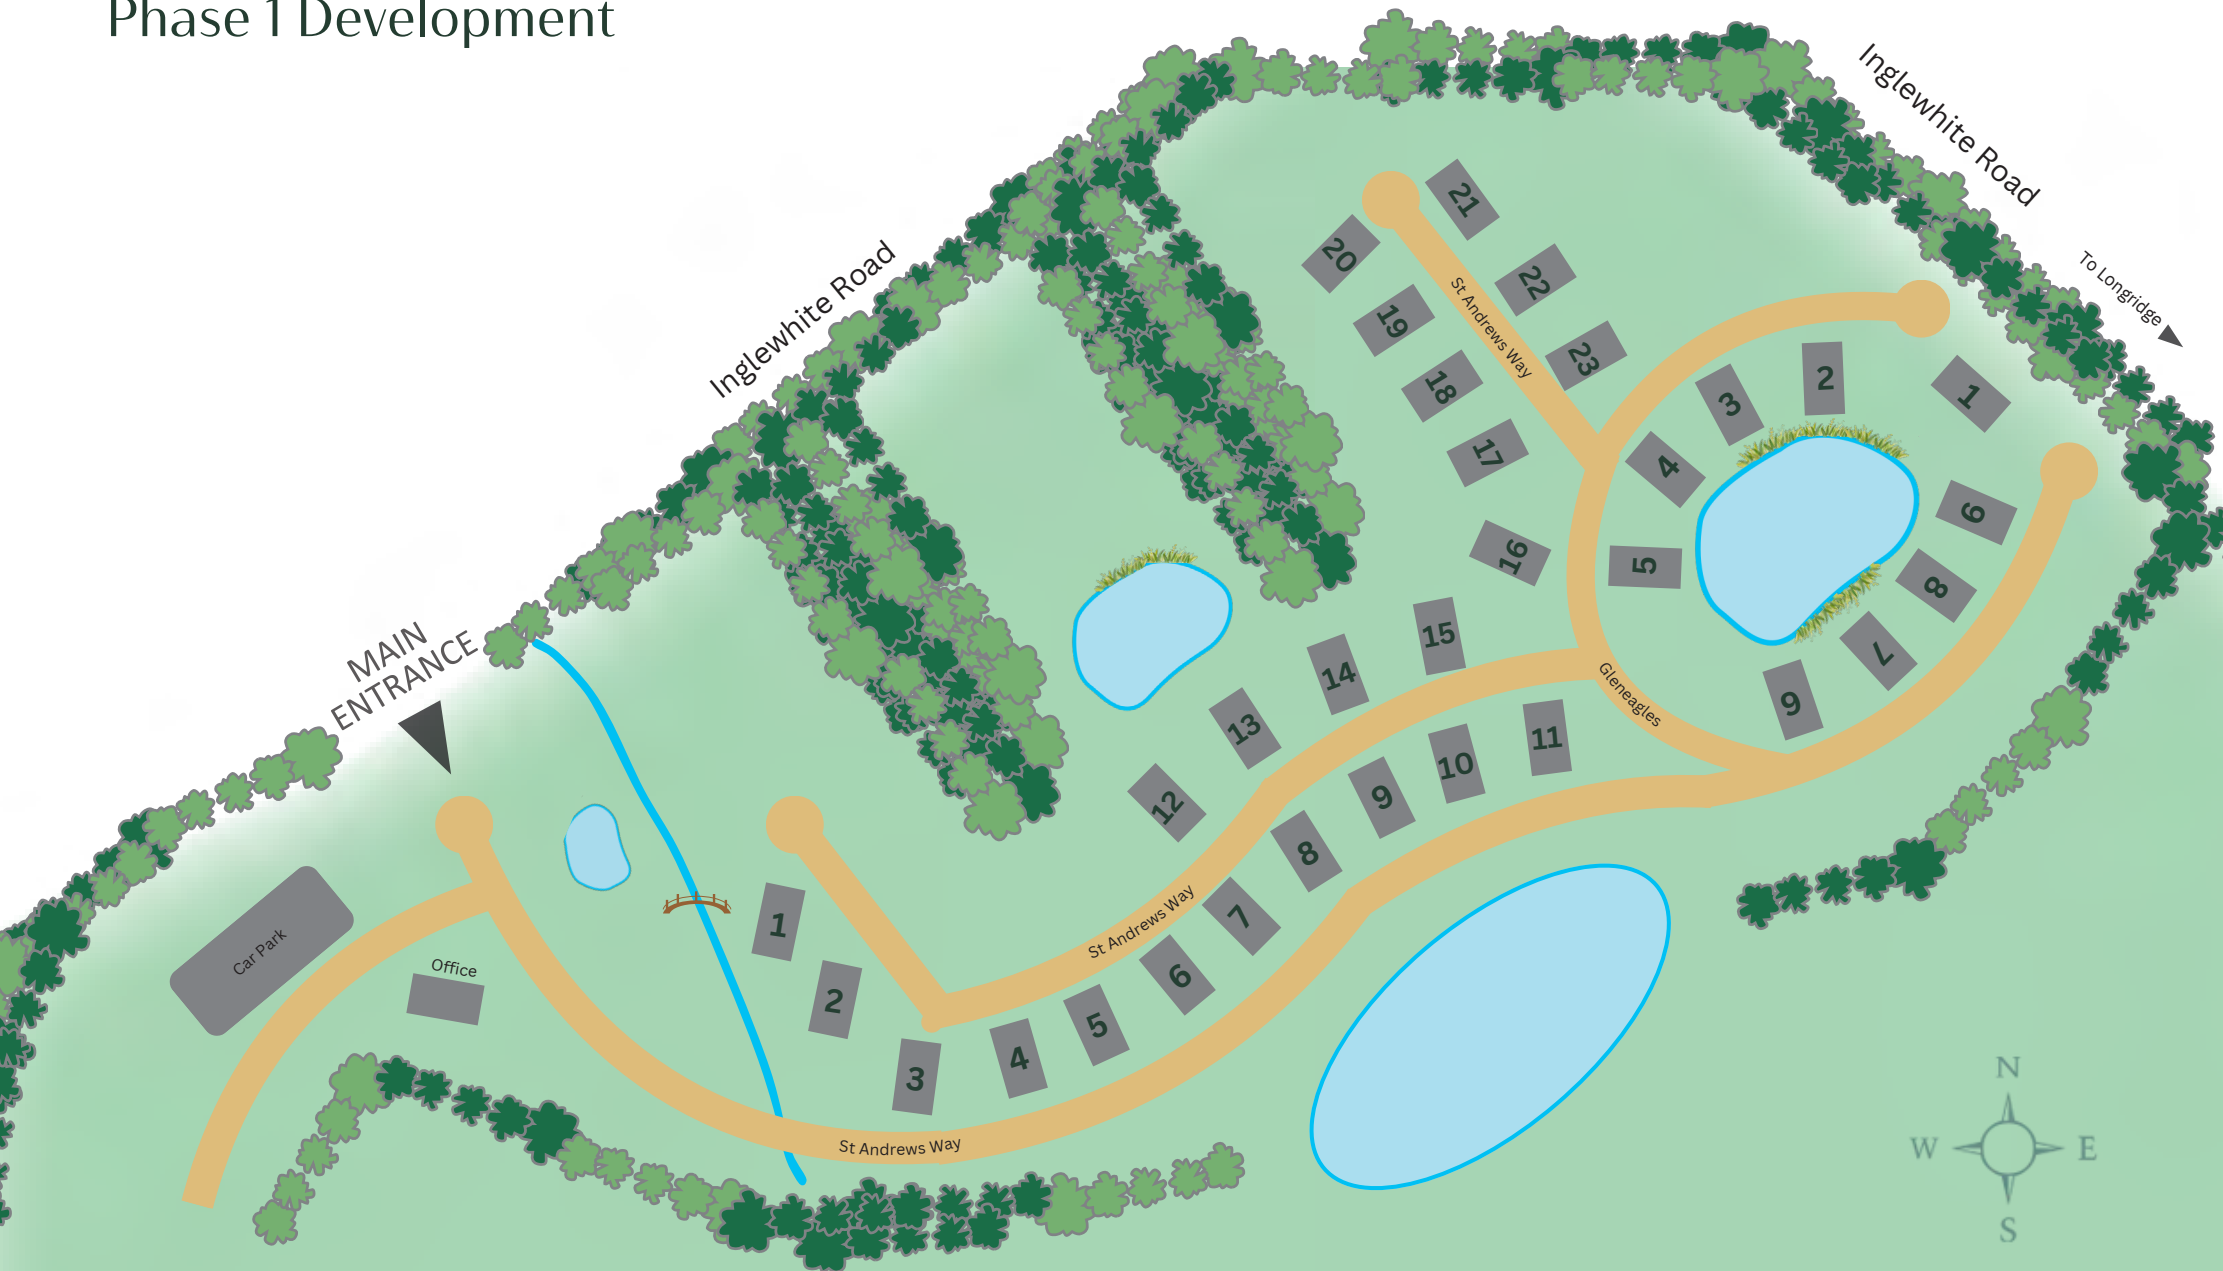 Phase 1 Development
Inglewhite Road
Inglewhite Road
To Longridge
MAIN
ENTRANCE
Car Park
Office
St Andrews Way
St Andrews Way
St Andrews Way
Gleneagles
1
2
3
4
5
6
7
8
9
10
11
12
13
14
15
16
17
18
19
20
21
22
23
1
2
3
4
5
6
7
8
9
N
W
E
S